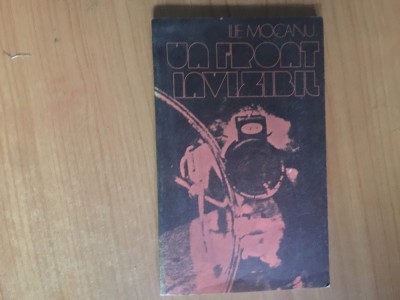 ILIE MOCANU
UN FRONT
INVIZIBIL